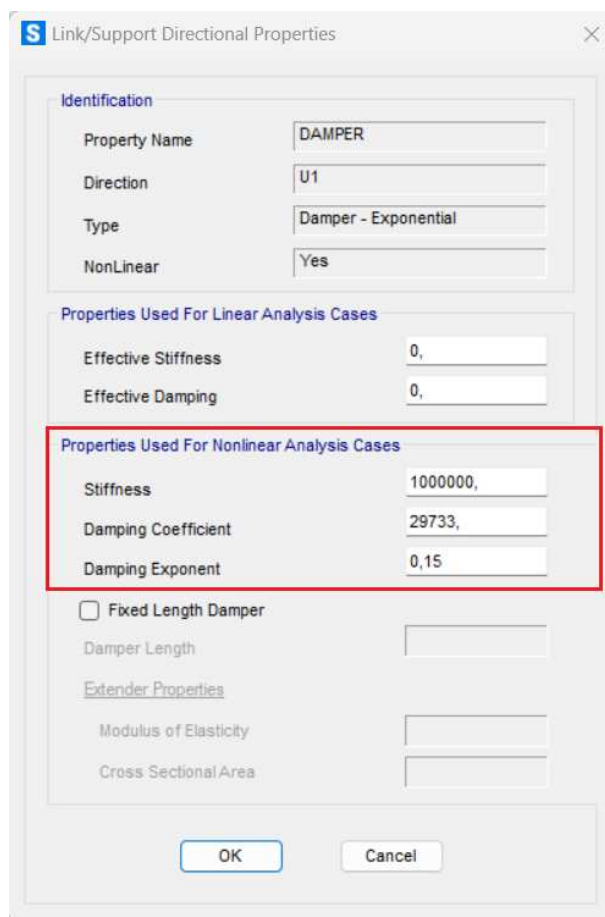 S Link/Support Directional Properties
Identification
Property Name DAMPER
Direction U1
Type Damper - Exponential
NonLinear Yes
Properties Used For Linear Analysis Cases
Effective Stiffness 0,
Effective Damping 0,
Properties Used For Nonlinear Analysis Cases
Stiffness 1000000,
Damping Coefficient 29733,
Damping Exponent 0,15
Fixed Length Damper
Damper Length
Extender Properties
Modulus of Elasticity
Cross Sectional Area
OK Cancel